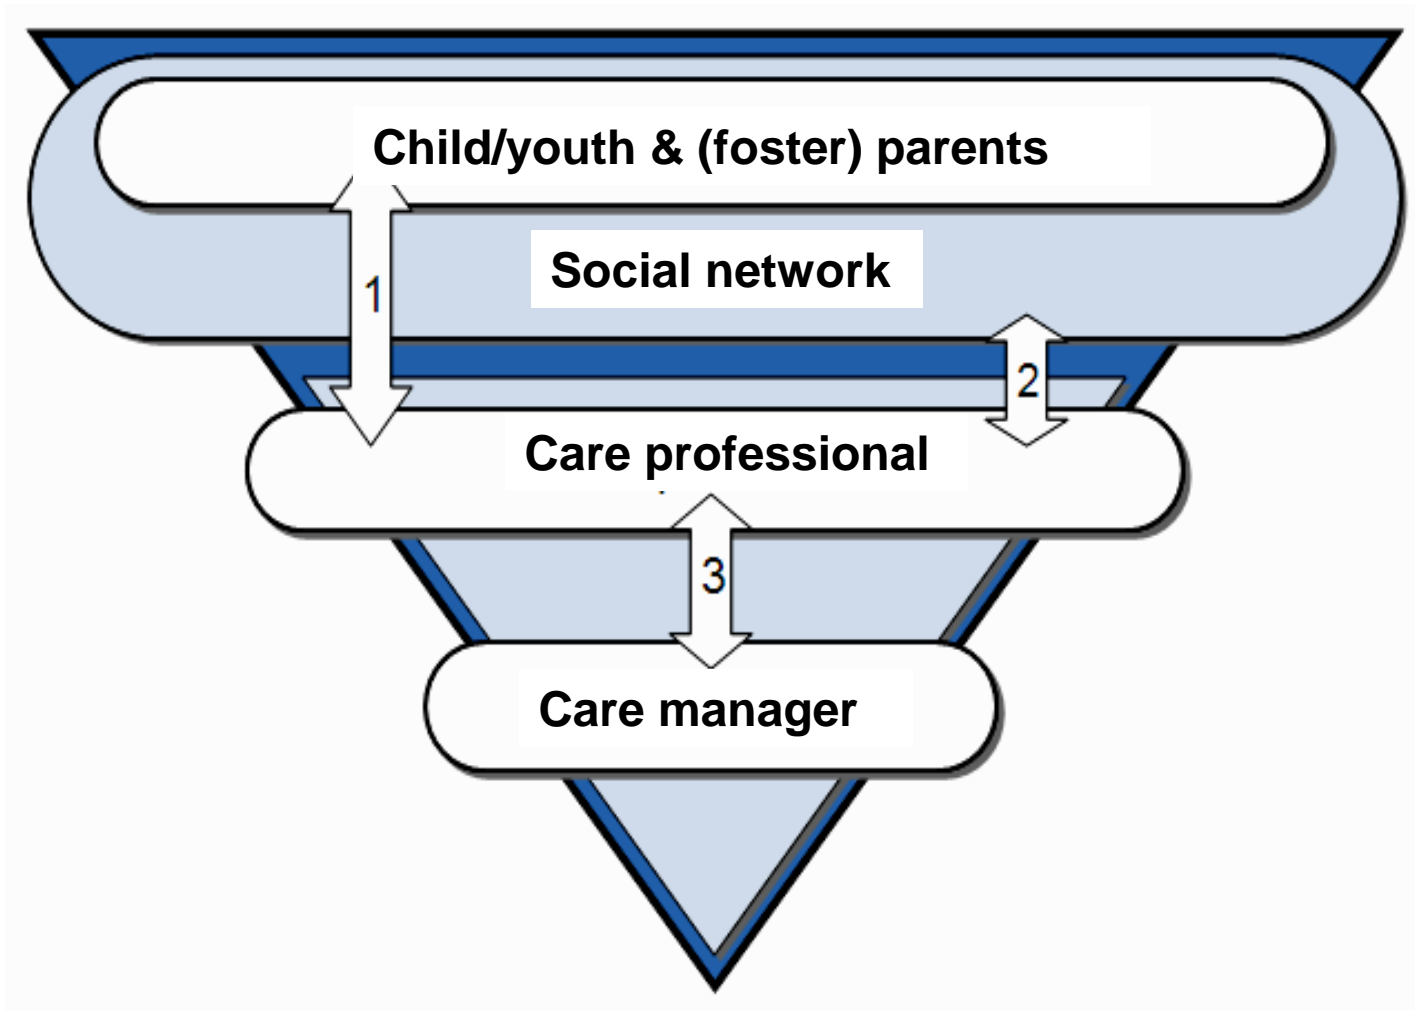 Child/youth & (foster) parents
Social network
1
2
Care professional
3
Care manager